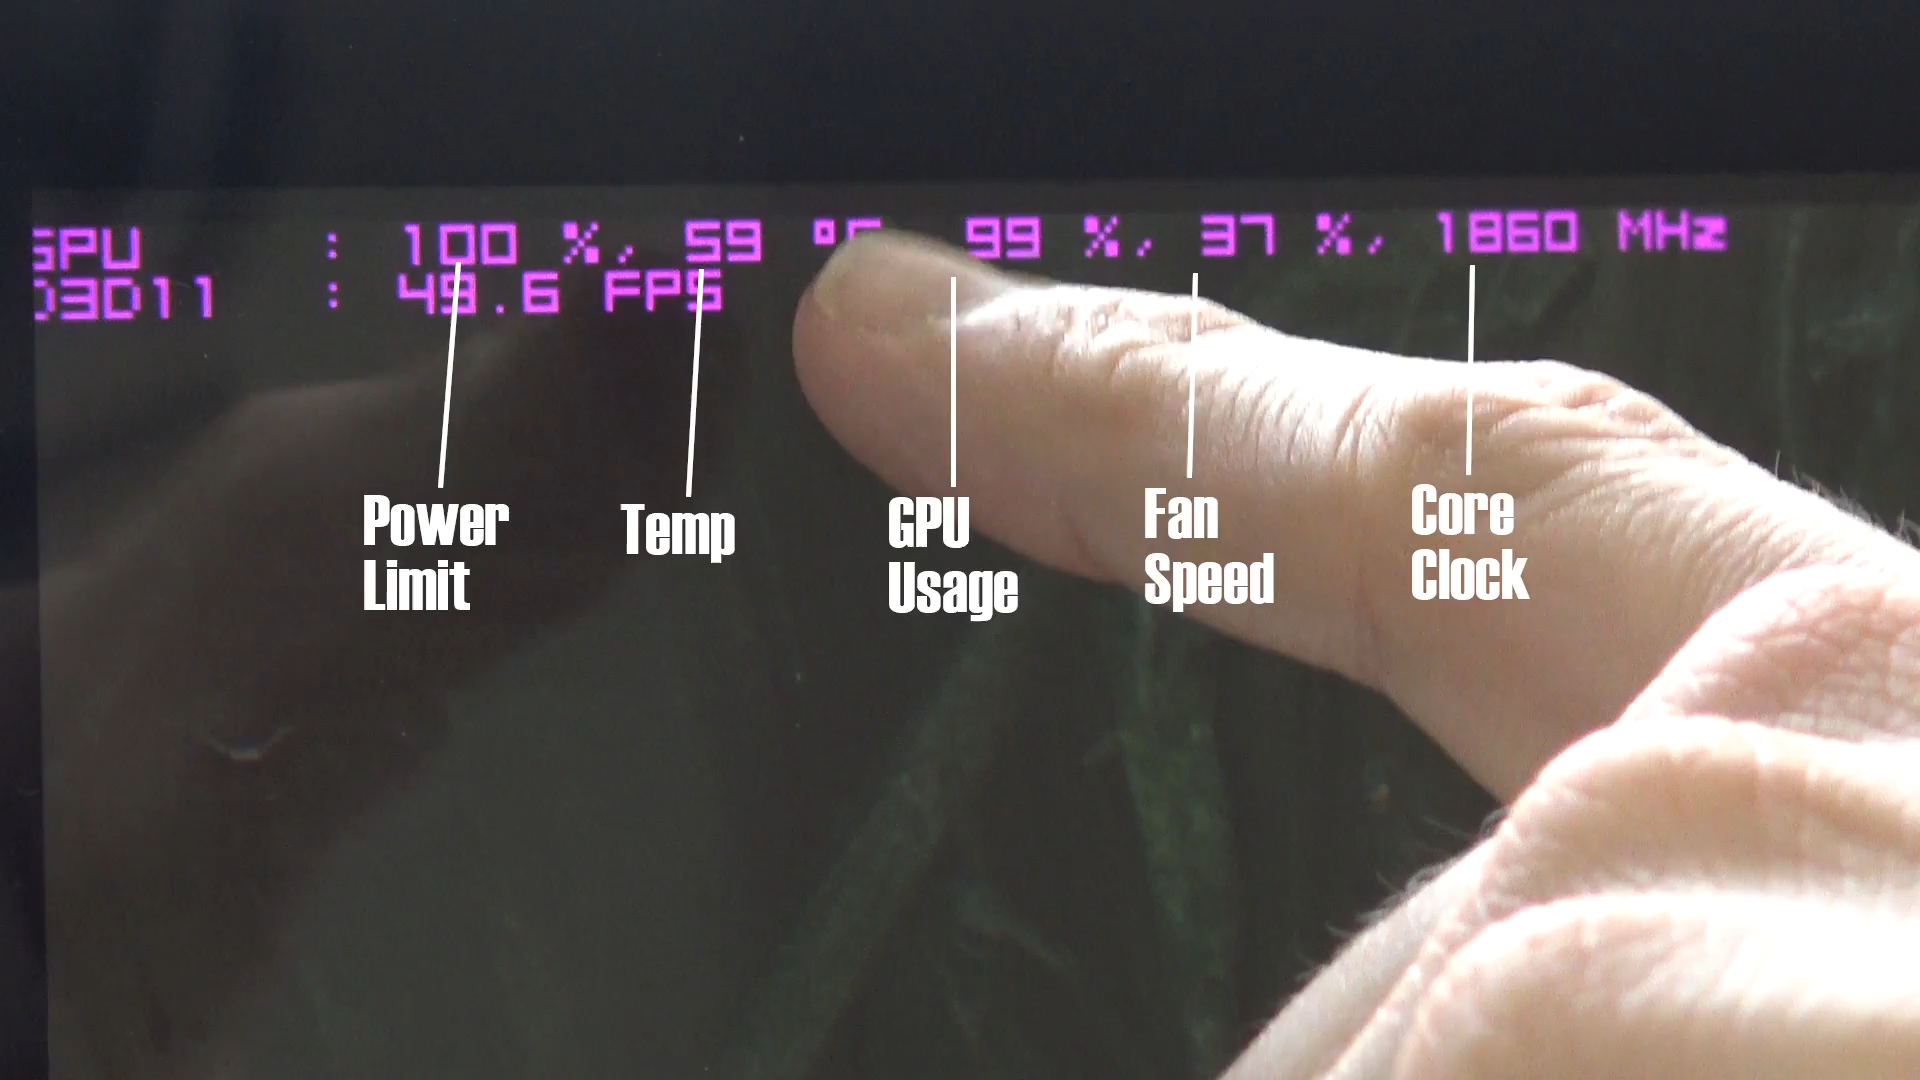 GPU : 100 %, 59 °C 99 %, 37 %, 1860 MHz
D3D11 : 49.6 FPS
Power Limit
Temp
GPU Usage
Fan Speed
Core Clock